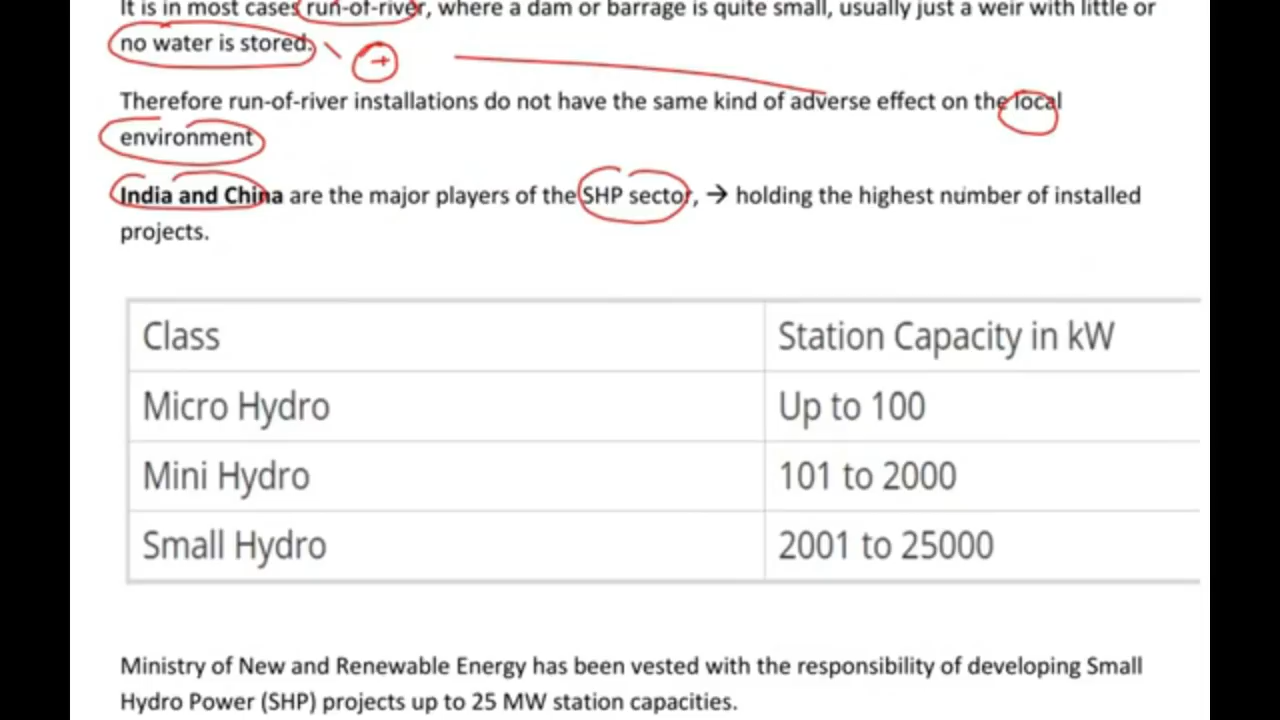 It is in most cases run-of-river, where a dam or barrage is quite small, usually just a weir with little or
no water is stored.
+
Therefore run-of-river installations do not have the same kind of adverse effect on the local
environment
India and China are the major players of the SHP sector, → holding the highest number of installed
projects.
Class Station Capacity in kW
Micro Hydro Up to 100
Mini Hydro 101 to 2000
Small Hydro 2001 to 25000
Ministry of New and Renewable Energy has been vested with the responsibility of developing Small
Hydro Power (SHP) projects up to 25 MW station capacities.